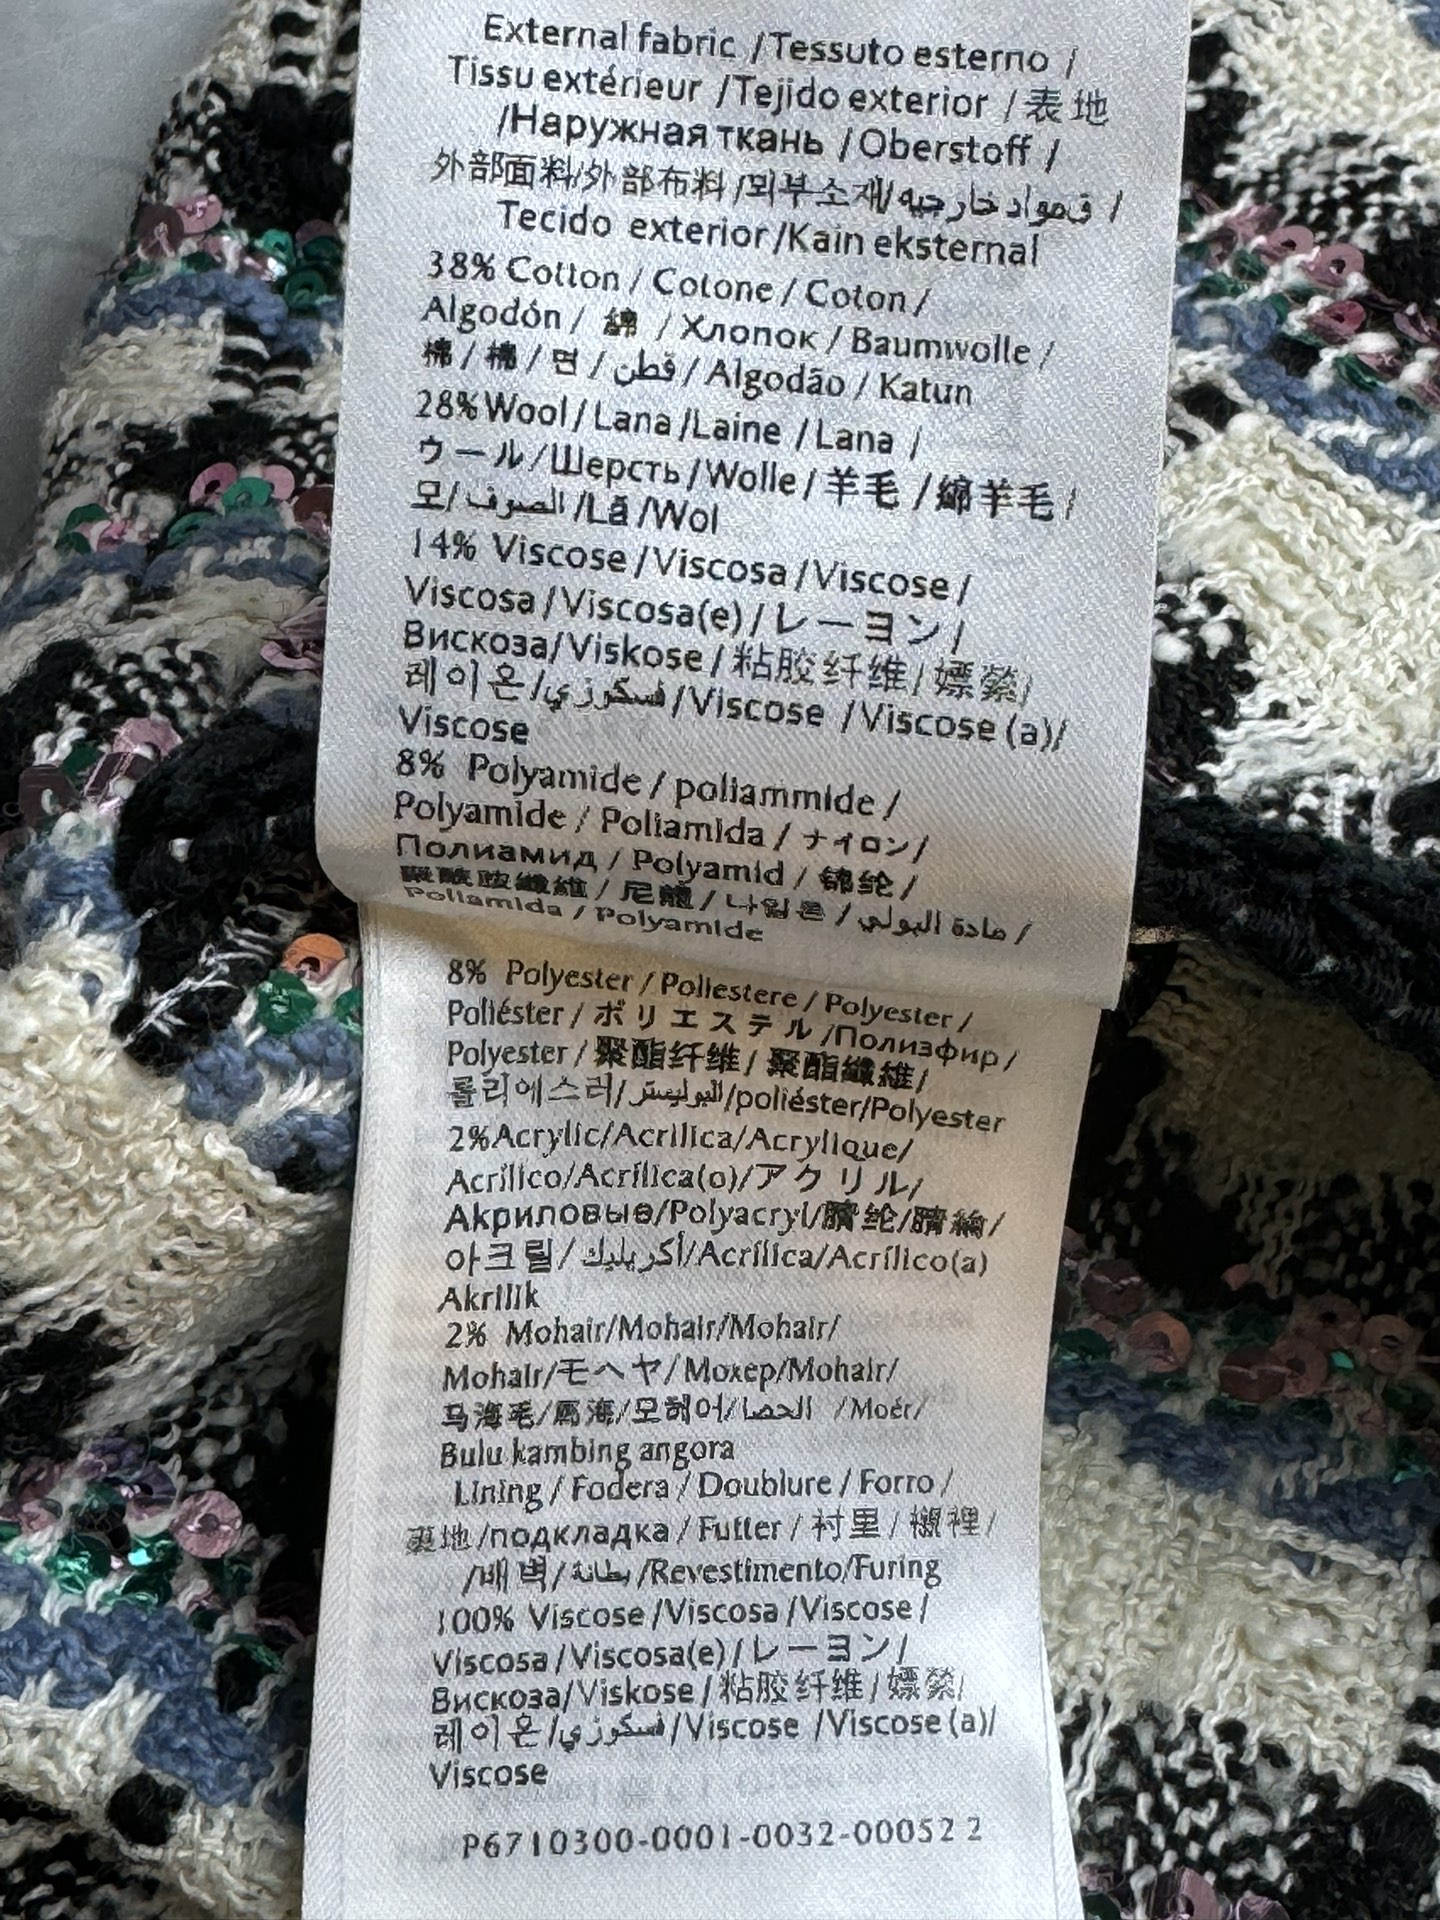 External fabric / Tessuto esterno /
Tissu extérieur / Tejido exterior / 表地
/Наружная ткань / Oberstoff /
外部面料/外部布料 /외부소재/ قمواد خارجيه /
Tecido exterior /Kain eksternal
38% Cotton / Cotone / Coton /
Algodón / 綿 / Хлопок / Baumwolle /
棉 / 棉 / 면 / قطن / Algodão / Katun
28% Wool / Lana /Laine / Lana /
ウール /Шерсть / Wolle / 羊毛 / 綿羊毛 /
모/ الصوف /Lã /Wol
14% Viscose /Viscosa /Viscose /
Viscosa /Viscosa(e) / レーヨン /
Вискоза/ Viskose / 粘胶纤维 / 嫘縈/
레이온/ فسكوزي /Viscose /Viscose (a)/
Viscose
8% Polyamide / poliammide /
Polyamide / Poliamida / ナイロン /
Полиамид / Polyamid / 锦纶 /
聚酰胺纖維 / 尼龍 / 나일론 / مادة البولي /
Poliamida / Polyamide
8% Polyester / Poliestere / Polyester /
Poliéster / ポリエステル /Полиэфир /
Polyester / 聚酯纤维 / 聚酯纖維/
폴리에스러/ البوليستر /poliéster/Polyester
2%Acrylic/Acrilica/Acrylique/
Acrílico/Acrílica(o)/アクリル/
Акриловые/Polyacryl/腈纶/腈綸/
아크릴/ أكريليك /Acrílica/Acrílico(a)
Akrilik
2% Mohair/Mohair/Mohair/
Mohair/モヘヤ/ Мохер/Mohair/
马海毛/馬海/모헤어/ الحصا /Moér/
Bulu kambing angora
Lining / Fodera / Doublure / Forro /
裏地 /подкладка / Futter / 衬里 / 襯裡 /
/배벽/ بطانة /Revestimento/Furing
100% Viscose /Viscosa /Viscose /
Viscosa /Viscosa(e) / レーヨン /
Вискоза/ Viskose / 粘胶纤维 / 嫘縈/
레이온/ فسكوزي /Viscose /Viscose (a)/
Viscose
P6710300-0001-0032-00052 2